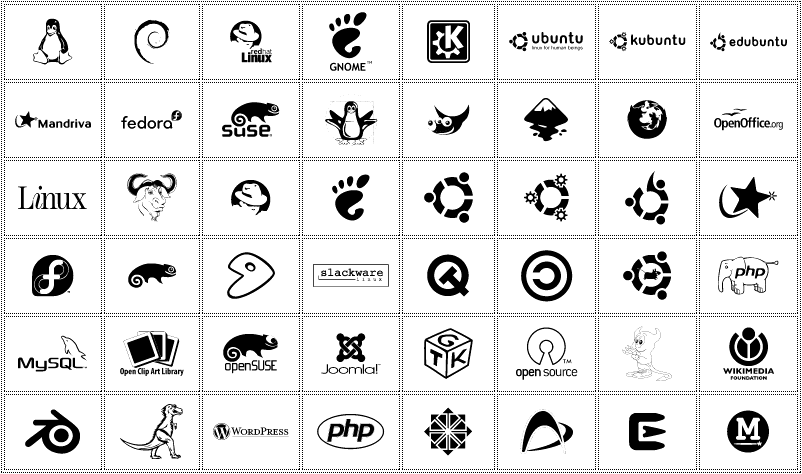 redhat
Linux
GNOME™
K
ubuntu
linux for human beings
kubuntu
edubuntu
Mandriva
fedora f
SUSE
OpenOffice.org
Linux
f
slackware
linux
php
MySQL
Open Clip Art Library
openSUSE
Joomla!
G
T K
open source
TM
WIKIMEDIA
FOUNDATION
W WORDPRESS
php
M